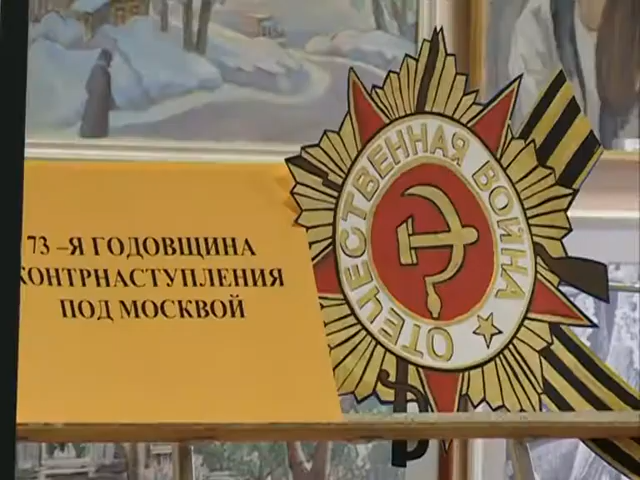 73 –Я ГОДОВЩИНА
КОНТРНАСТУПЛЕНИЯ
ПОД МОСКВОЙ
ОТЕЧЕСТВЕННАЯ ВОЙНА